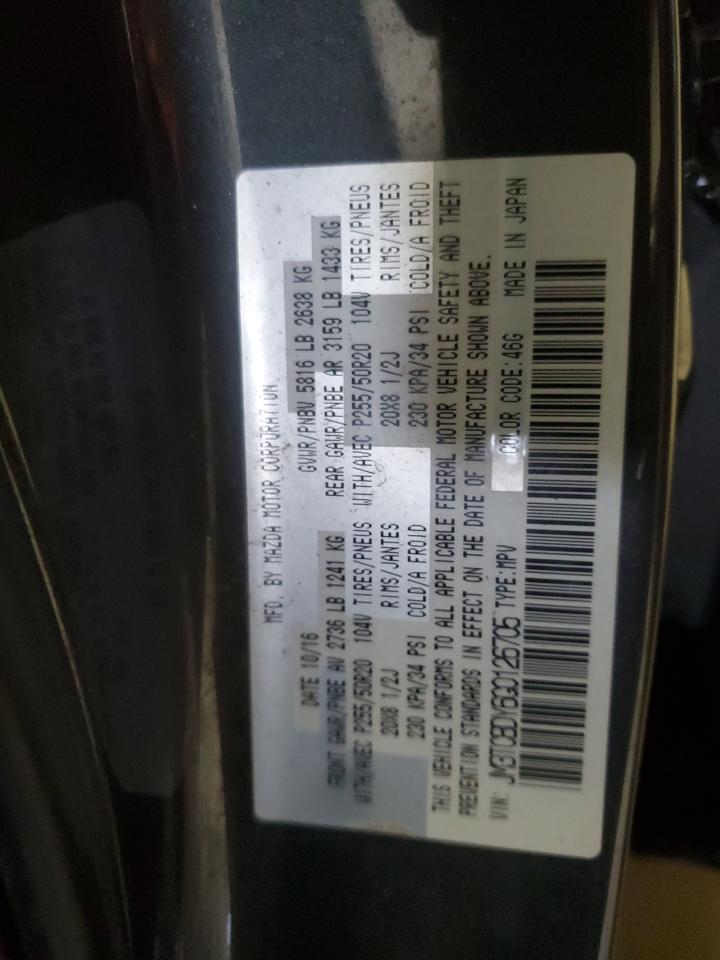 MFD. BY MAZDA MOTOR CORPORATION
DATE 10/16 GVWR/PNBV 5816 LB 2638 KG
FRONT GAWR/PNBE AV 2736 LB 1241 KG REAR GAWR/PNBE AR 3159 LB 1433 KG
WITH/AVEC P255/50R20 104V TIRES/PNEUS WITH/AVEC P255/50R20 104V TIRES/PNEUS
20X8 1/2J RIMS/JANTES 20X8 1/2J RIMS/JANTES
230 KPA/34 PSI COLD/A FROID 230 KPA/34 PSI COLD/A FROID
THIS VEHICLE CONFORMS TO ALL APPLICABLE FEDERAL MOTOR VEHICLE SAFETY AND THEFT
PREVENTION STANDARDS IN EFFECT ON THE DATE OF MANUFACTURE SHOWN ABOVE.
VIN: JM3TCBDY6G0126705 TYPE:MPV COLOR CODE:46G MADE IN JAPAN